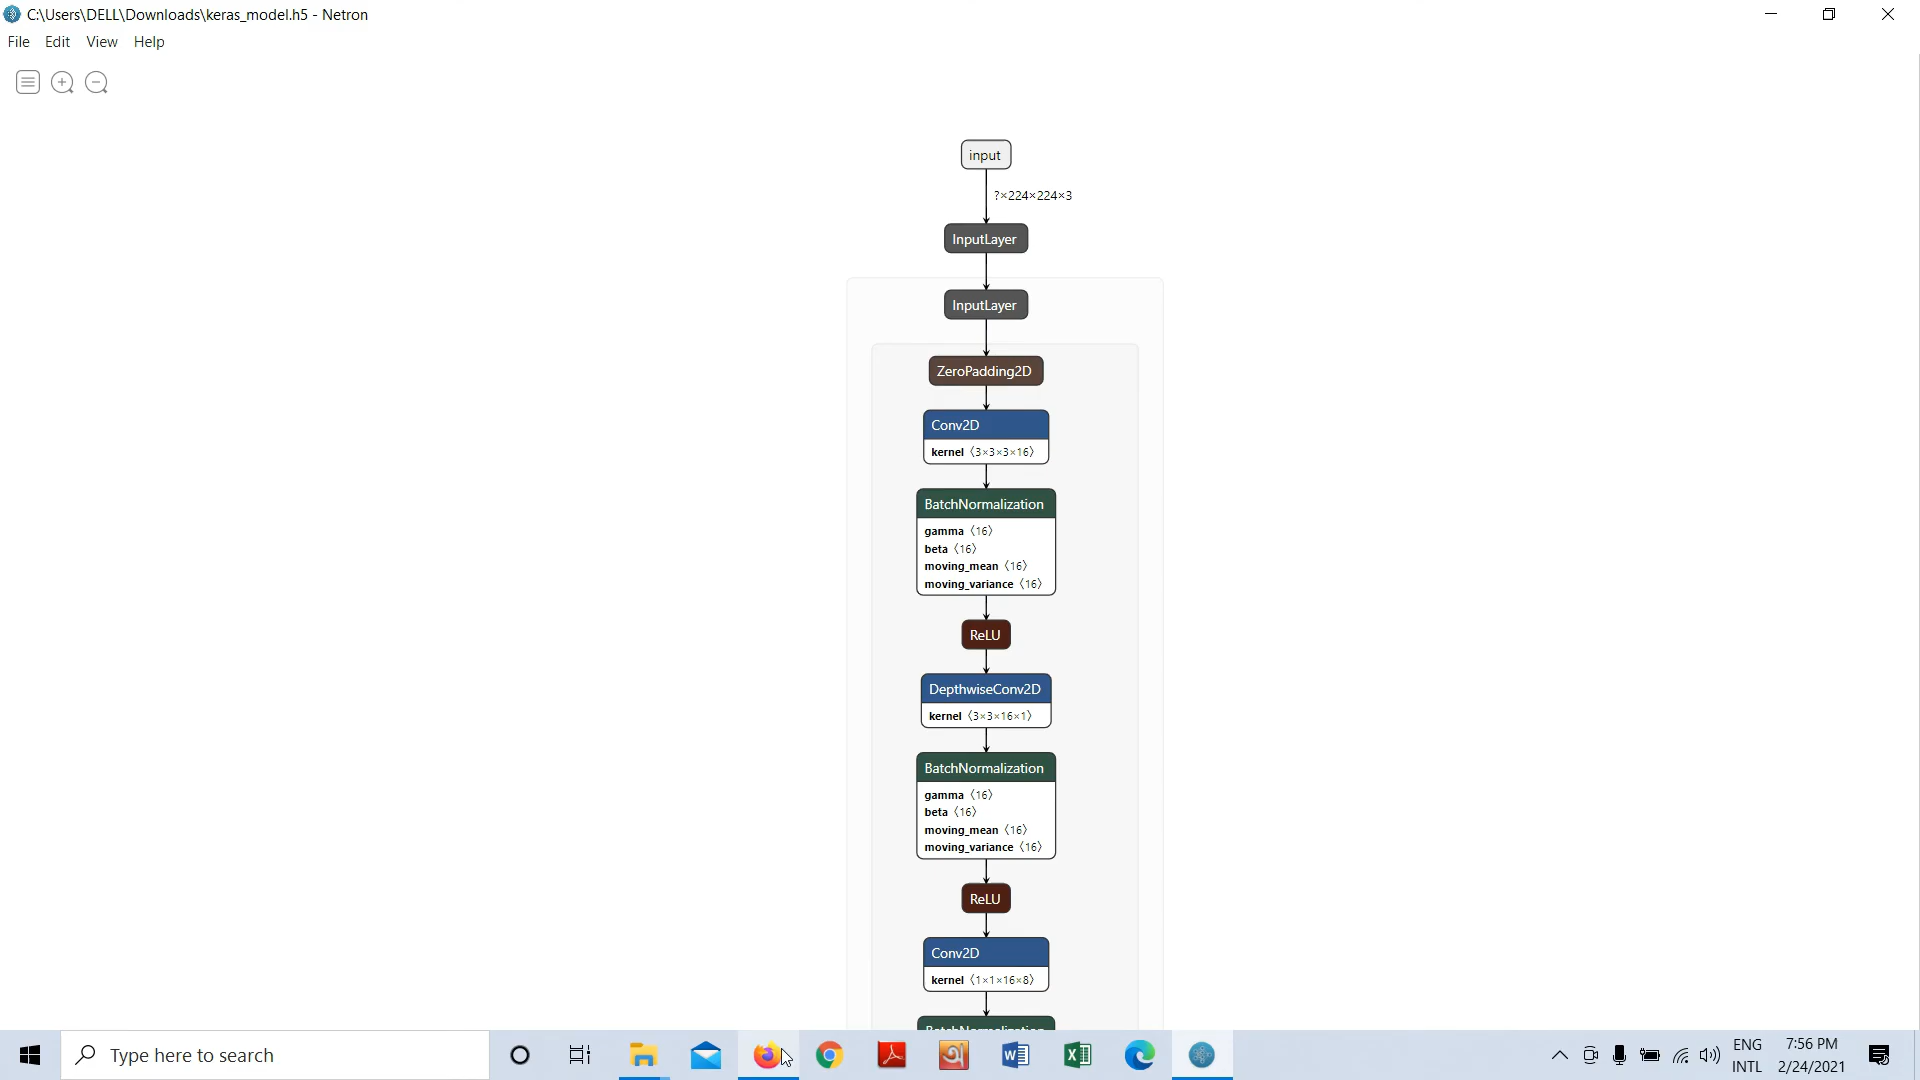 C:\Users\DELL\Downloads\keras_model.h5 - Netron
File Edit View Help
input
?×224×224×3
InputLayer
InputLayer
ZeroPadding2D
Conv2D
kernel 〈3×3×3×16〉
BatchNormalization
gamma 〈16〉
beta 〈16〉
moving_mean 〈16〉
moving_variance 〈16〉
ReLU
DepthwiseConv2D
kernel 〈3×3×16×1〉
BatchNormalization
gamma 〈16〉
beta 〈16〉
moving_mean 〈16〉
moving_variance 〈16〉
ReLU
Conv2D
kernel 〈1×1×16×8〉
BatchNormalization
Type here to search
ENG
INTL
7:56 PM
2/24/2021